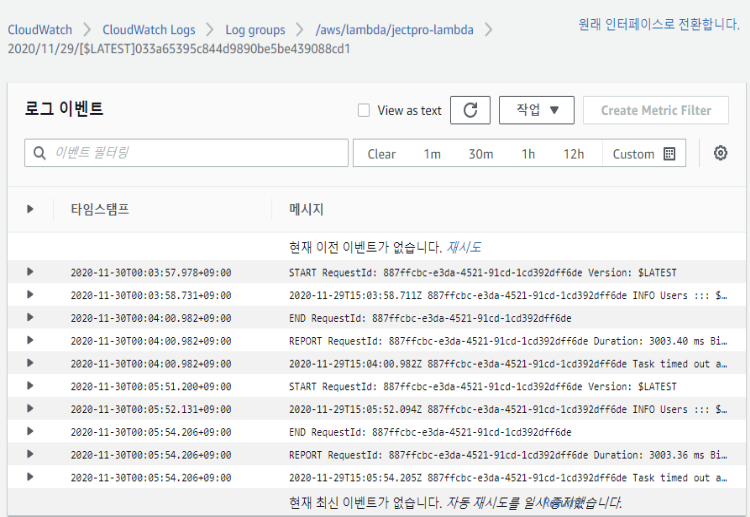 CloudWatch > CloudWatch Logs > Log groups > /aws/lambda/jectpro-lambda >
원래 인터페이스로 전환합니다.
2020/11/29/[$LATEST]033a65395c844d9890be5be439088cd1
로그 이벤트
View as text 작업 ▼ Create Metric Filter
이벤트 필터링 Clear 1m 30m 1h 12h Custom
타임스탬프 메시지
현재 이전 이벤트가 없습니다. 재시도
2020-11-30T00:03:57.978+09:00 START RequestId: 887ffcbc-e3da-4521-91cd-1cd392dff6de Version: $LATEST
2020-11-30T00:03:58.731+09:00 2020-11-29T15:03:58.711Z 887ffcbc-e3da-4521-91cd-1cd392dff6de INFO Users ::: $…
2020-11-30T00:04:00.982+09:00 END RequestId: 887ffcbc-e3da-4521-91cd-1cd392dff6de
2020-11-30T00:04:00.982+09:00 REPORT RequestId: 887ffcbc-e3da-4521-91cd-1cd392dff6de Duration: 3003.40 ms Bi…
2020-11-30T00:04:00.982+09:00 2020-11-29T15:04:00.982Z 887ffcbc-e3da-4521-91cd-1cd392dff6de Task timed out a…
2020-11-30T00:05:51.200+09:00 START RequestId: 887ffcbc-e3da-4521-91cd-1cd392dff6de Version: $LATEST
2020-11-30T00:05:52.131+09:00 2020-11-29T15:05:52.094Z 887ffcbc-e3da-4521-91cd-1cd392dff6de INFO Users ::: $…
2020-11-30T00:05:54.206+09:00 END RequestId: 887ffcbc-e3da-4521-91cd-1cd392dff6de
2020-11-30T00:05:54.206+09:00 REPORT RequestId: 887ffcbc-e3da-4521-91cd-1cd392dff6de Duration: 3003.36 ms Bi…
2020-11-30T00:05:54.206+09:00 2020-11-29T15:05:54.205Z 887ffcbc-e3da-4521-91cd-1cd392dff6de Task timed out a…
현재 최신 이벤트가 없습니다. 자동 재시도를 일시 중지했습니다.